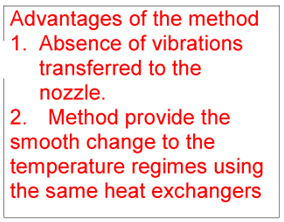 Advantages of the method
1. Absence of vibrations
transferred to the
nozzle.
2. Method provide the
smooth change to the
temperature regimes using
the same heat exchangers